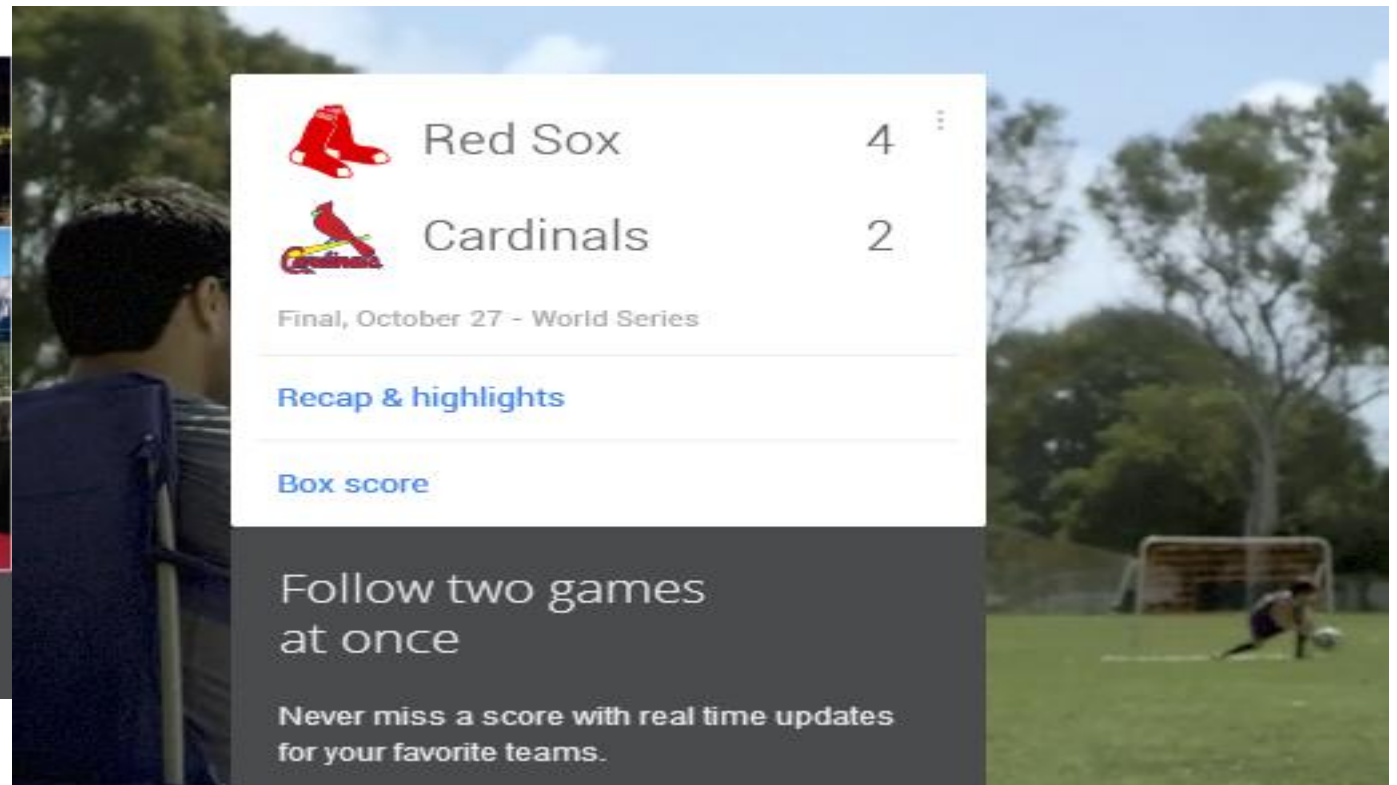 Red Sox 4
Cardinals 2
Cardinals
Final, October 27 - World Series
Recap & highlights
Box score
Follow two games
at once
Never miss a score with real time updates
for your favorite teams.